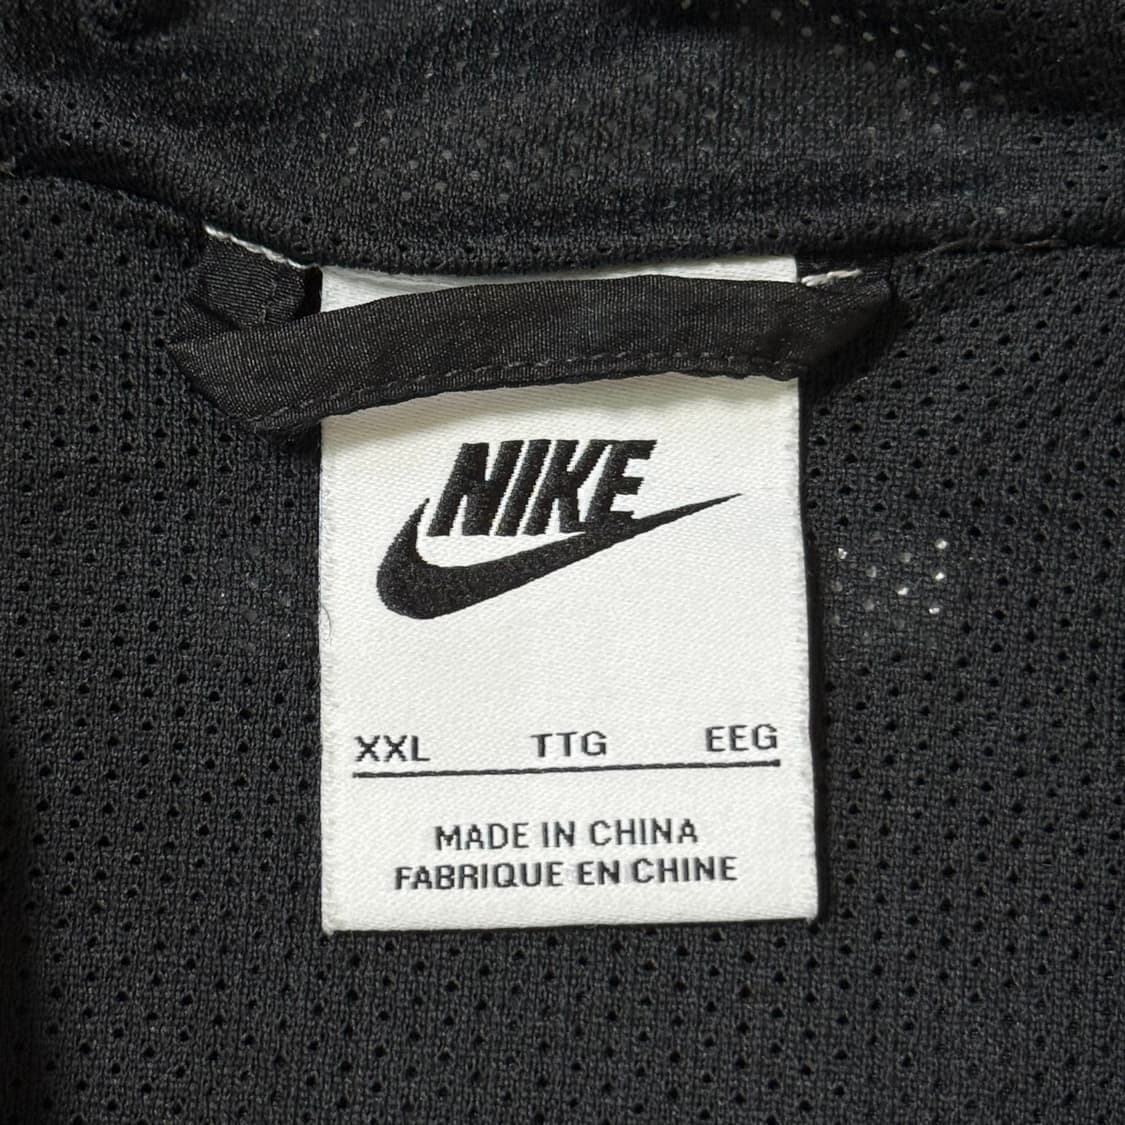 NIKE
XXL TTG EEG
MADE IN CHINA
FABRIQUE EN CHINE